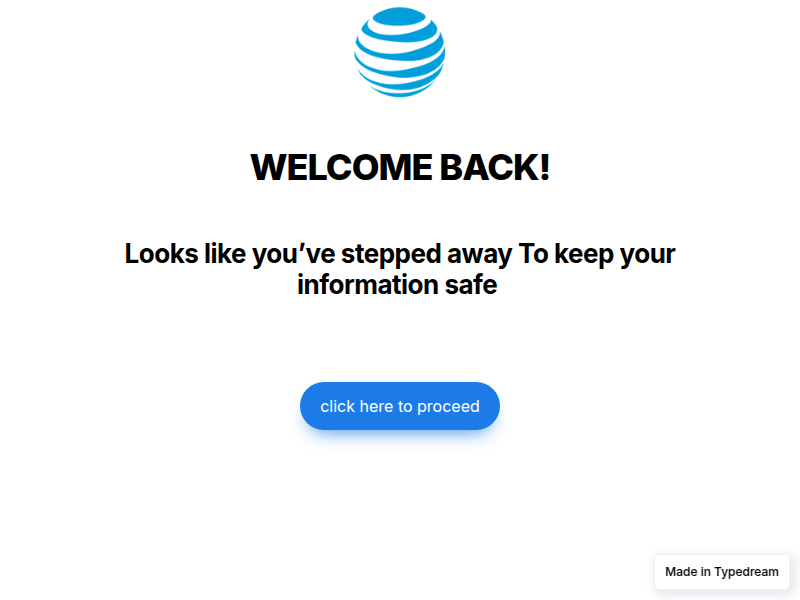 WELCOME BACK!
Looks like you’ve stepped away To keep your
information safe
click here to proceed
Made in Typedream